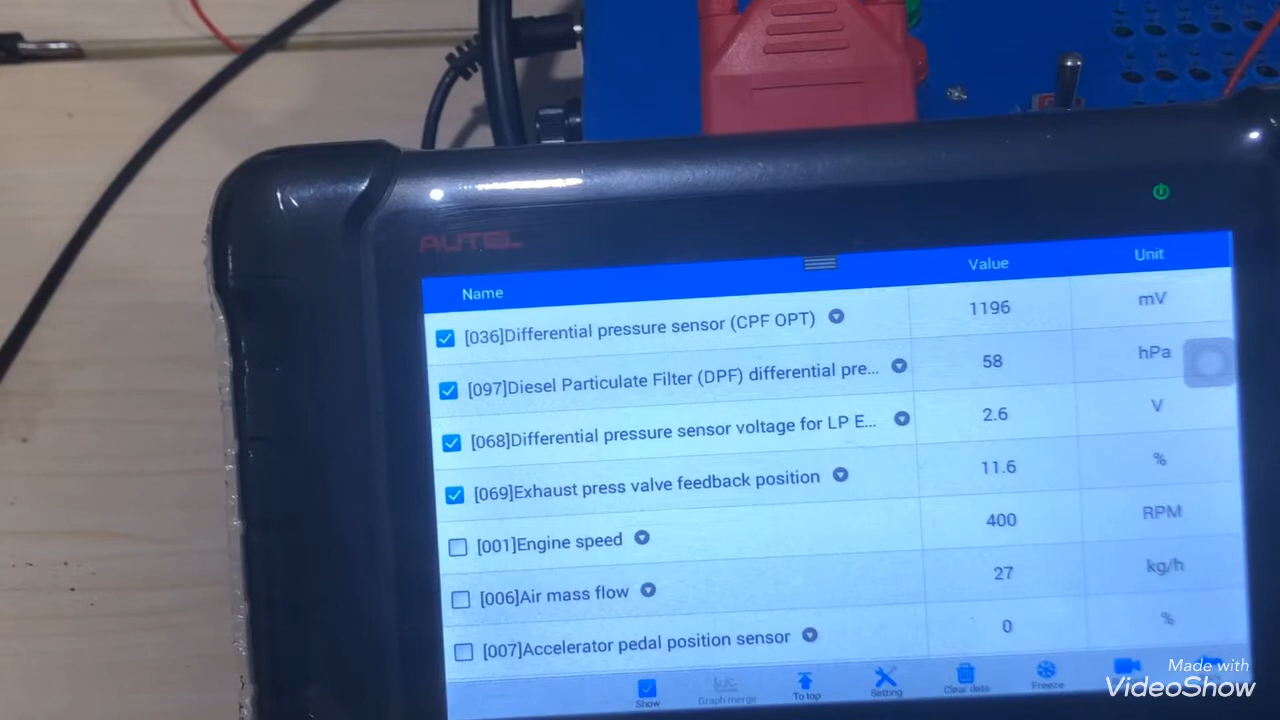 AUTEL
Name Value Unit
[036]Differential pressure sensor (CPF OPT) 1196 mV
[097]Diesel Particulate Filter (DPF) differential pre... 58 hPa
[068]Differential pressure sensor voltage for LP E... 2.6 V
[069]Exhaust press valve feedback position 11.6 %
[001]Engine speed 400 RPM
[006]Air mass flow 27 kg/h
[007]Accelerator pedal position sensor 0 %
Show Graph merge To top Setting Clear data Freeze
Made with
VideoShow